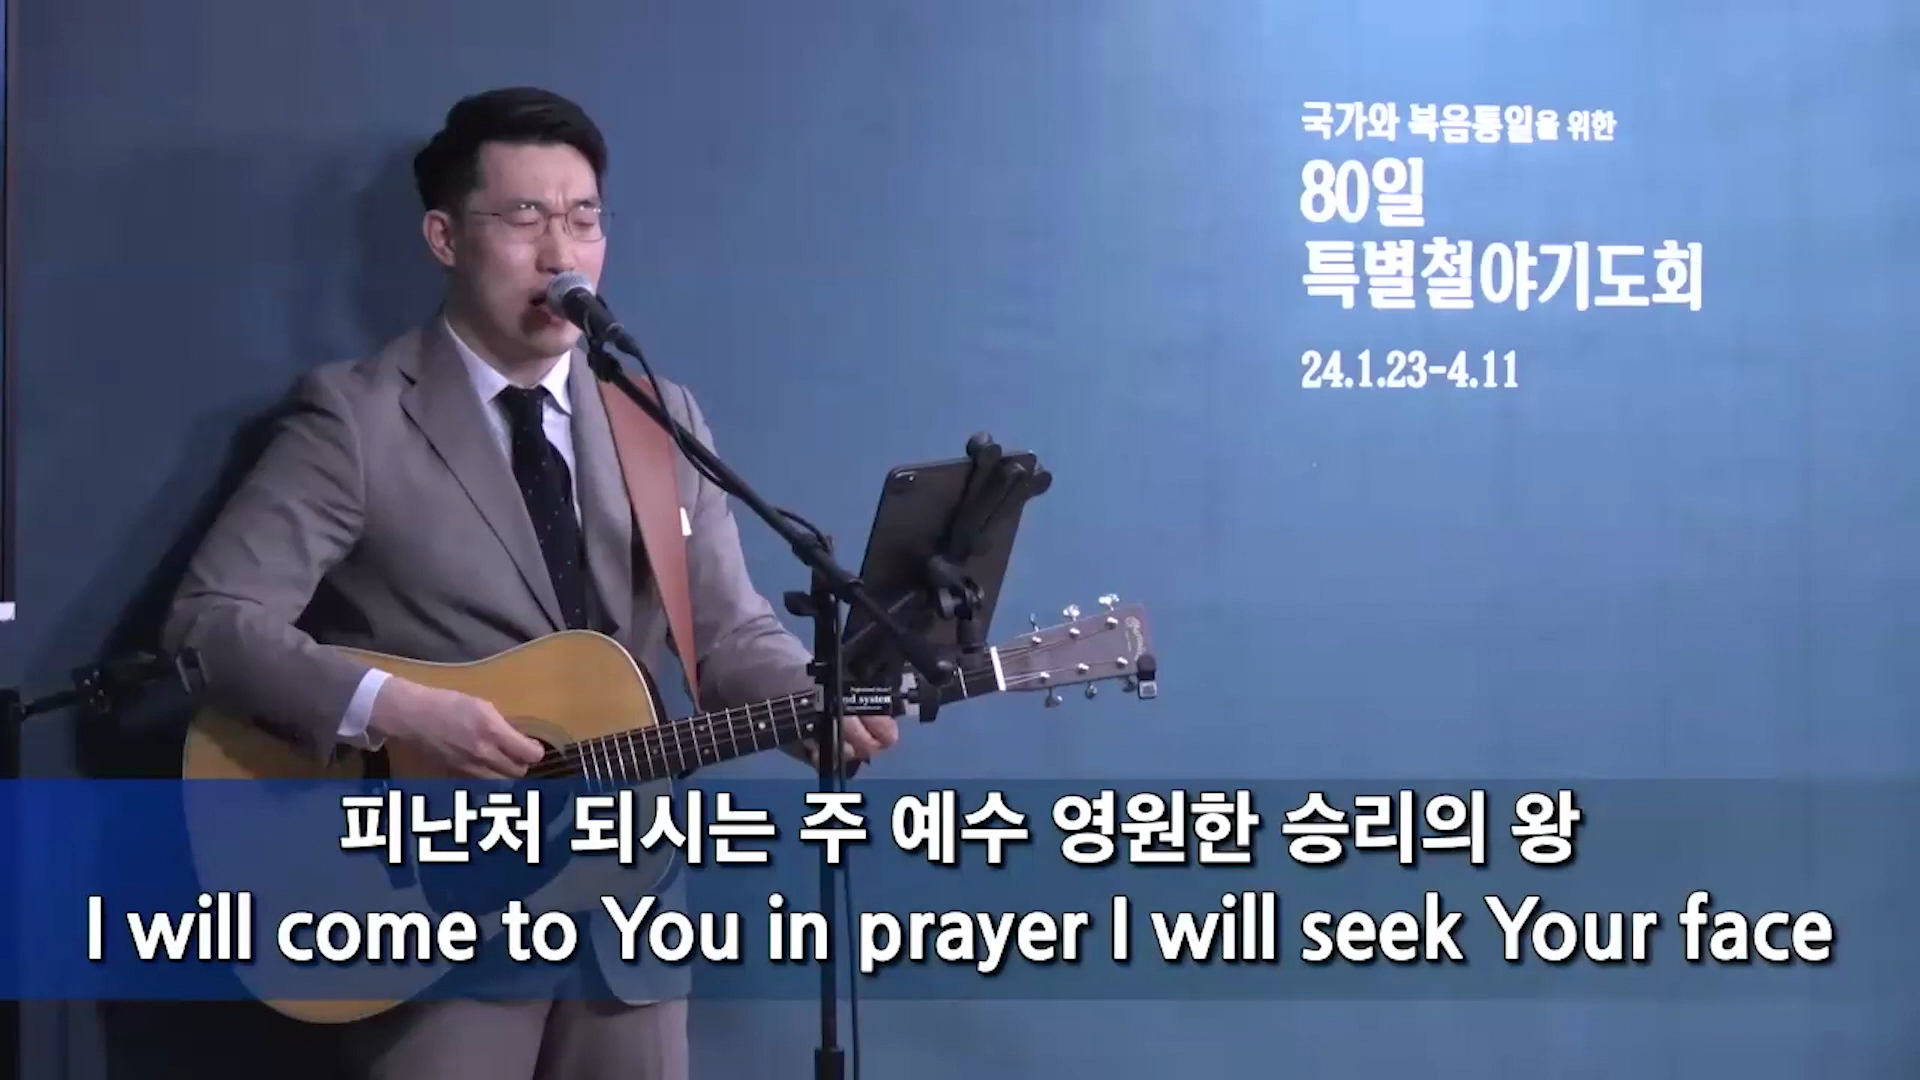 국가와 복음통일을 위한
80일
특별철야기도회
24.1.23-4.11
피난처 되시는 주 예수 영원한 승리의 왕
I will come to You in prayer I will seek Your face